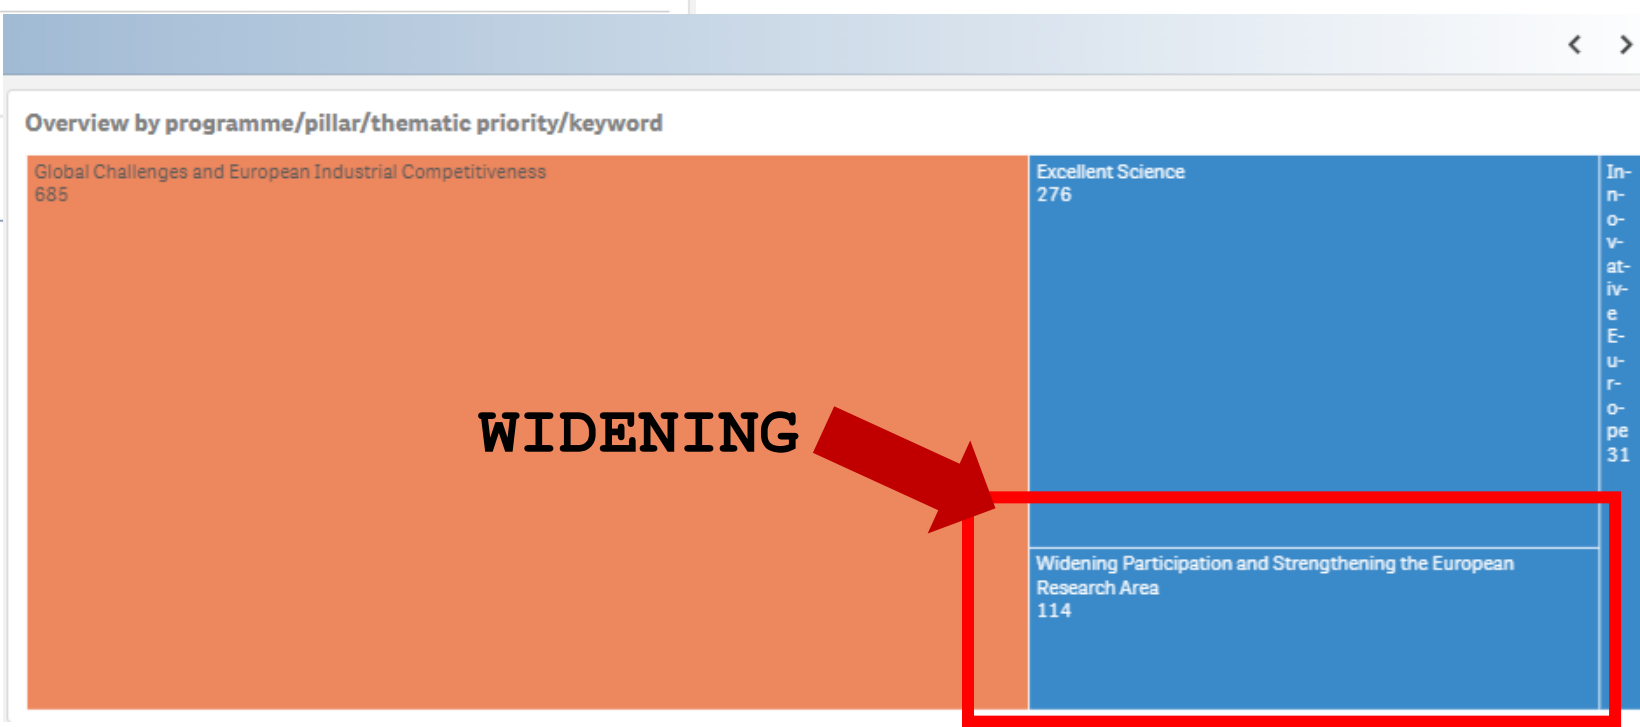 Overview by programme/pillar/thematic priority/keyword
Global Challenges and European Industrial Competitiveness
685
Excellent Science
276
In-
n-
o-
v-
at-
iv-
e
E-
u-
r-
o-
pe
31
WIDENING
Widening Participation and Strengthening the European
Research Area
114